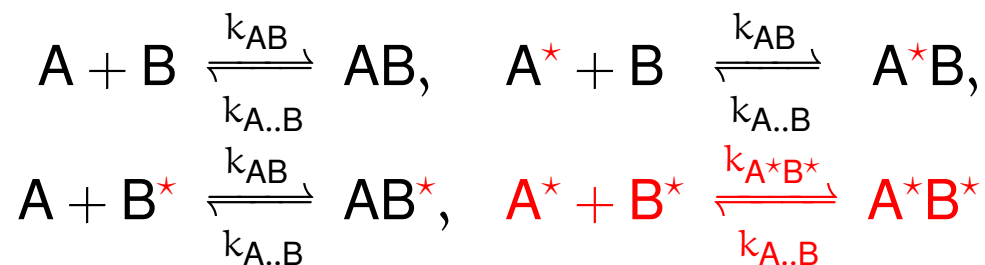 k_AB k_AB
A + B ⇌ AB, A* + B ⇌ A*B,
k_A..B k_A..B
k_AB k_A*B*
A + B* ⇌ AB*, A* + B* ⇌ A*B*
k_A..B k_A..B